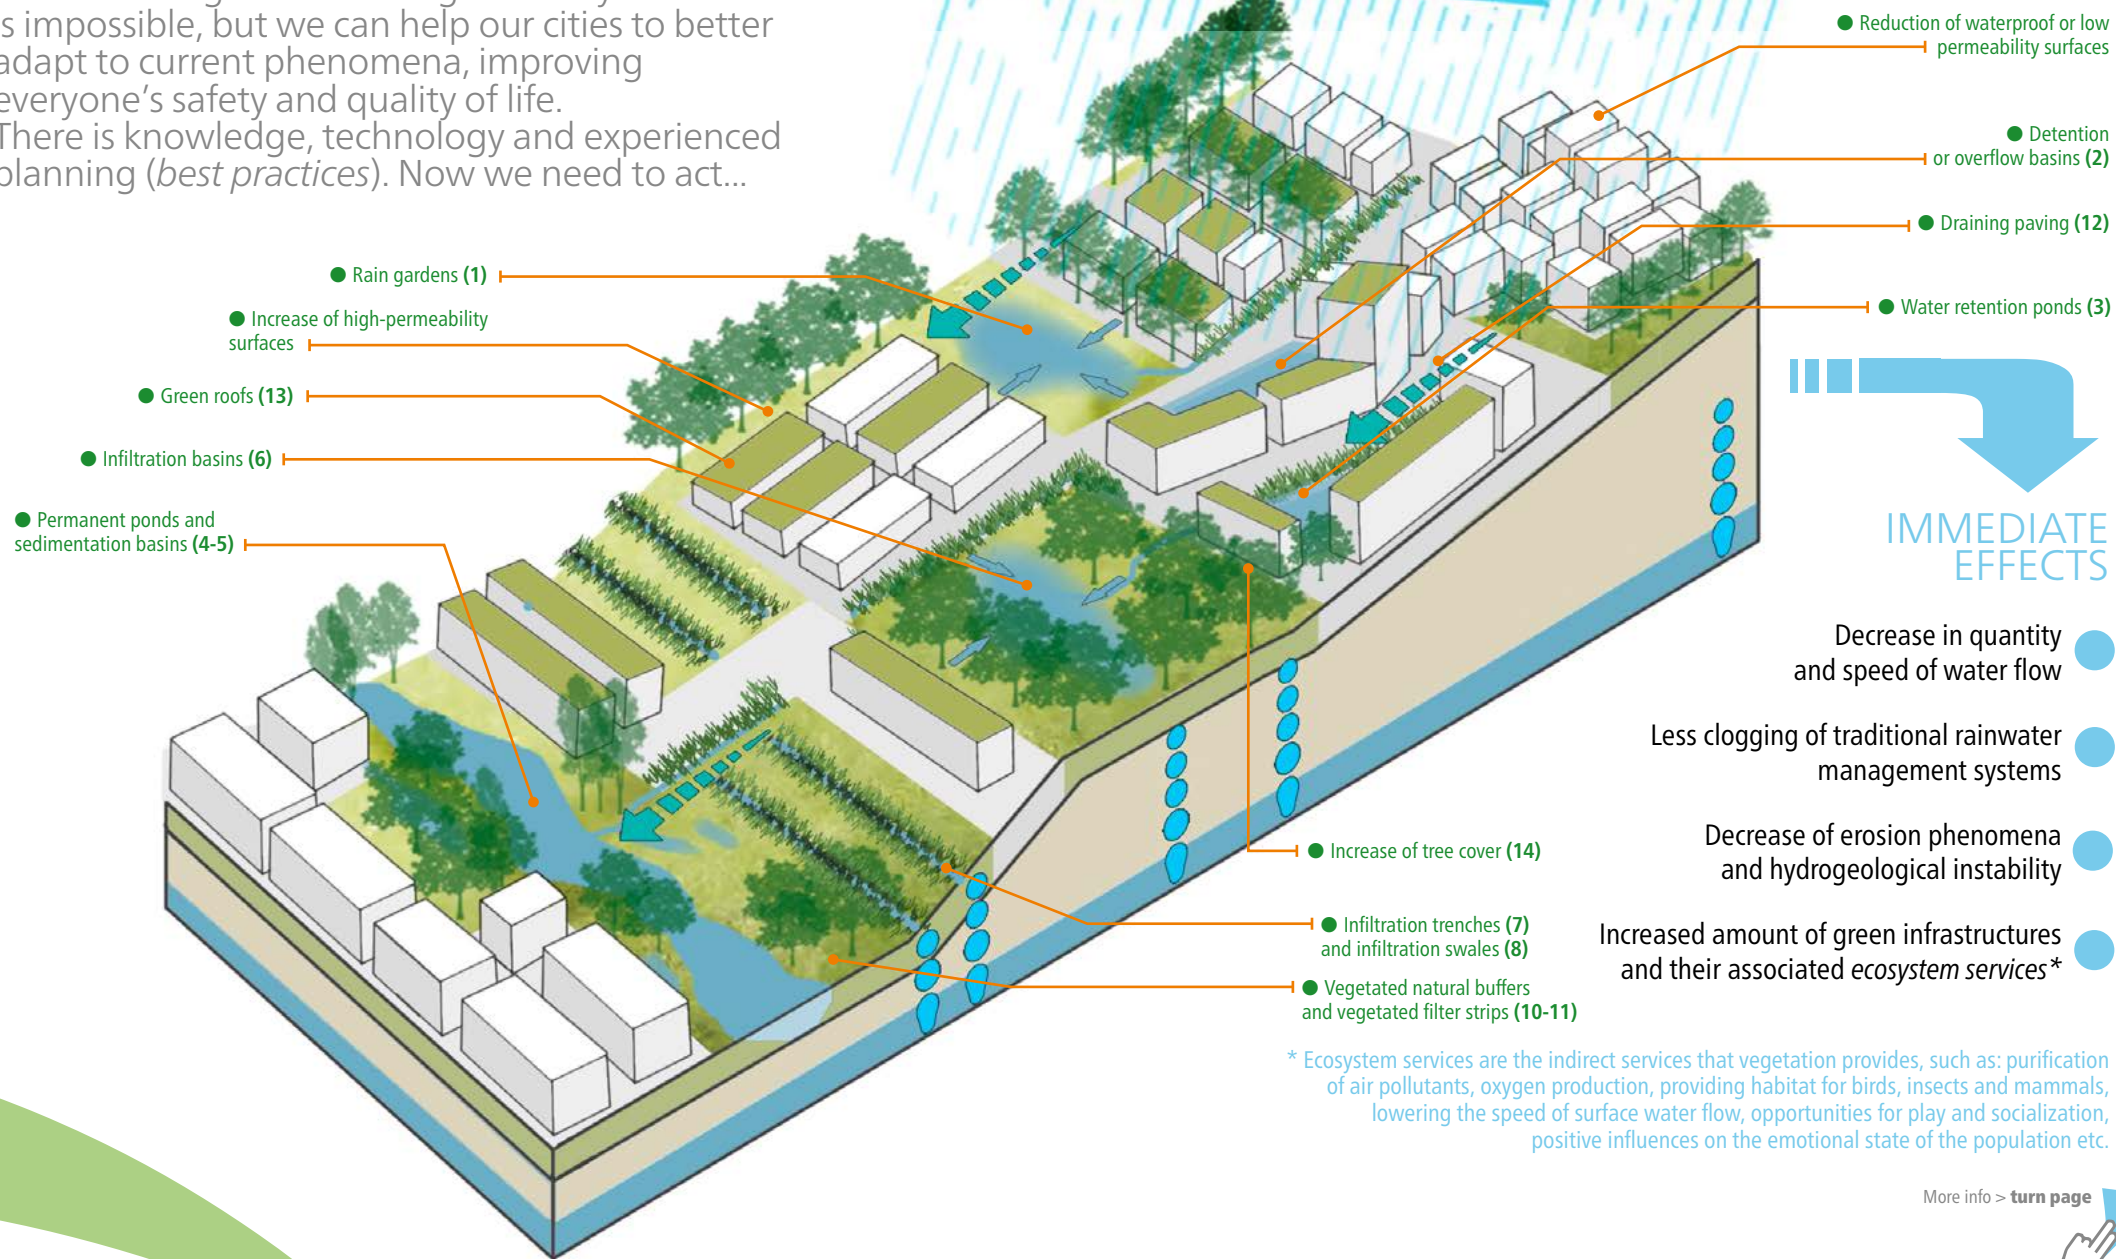 is impossible, but we can help our cities to better
adapt to current phenomena, improving
everyone's safety and quality of life.
There is knowledge, technology and experienced
planning (best practices). Now we need to act...
● Rain gardens (1)
● Increase of high-permeability
surfaces
● Green roofs (13)
● Infiltration basins (6)
● Permanent ponds and
sedimentation basins (4-5)
● Reduction of waterproof or low
permeability surfaces
● Detention
or overflow basins (2)
● Draining paving (12)
● Water retention ponds (3)
● Increase of tree cover (14)
● Infiltration trenches (7)
and infiltration swales (8)
● Vegetated natural buffers
and vegetated filter strips (10-11)
IMMEDIATE
EFFECTS
Decrease in quantity
and speed of water flow
Less clogging of traditional rainwater
management systems
Decrease of erosion phenomena
and hydrogeological instability
Increased amount of green infrastructures
and their associated ecosystem services*
* Ecosystem services are the indirect services that vegetation provides, such as: purification
of air pollutants, oxygen production, providing habitat for birds, insects and mammals,
lowering the speed of surface water flow, opportunities for play and socialization,
positive influences on the emotional state of the population etc.
More info > turn page